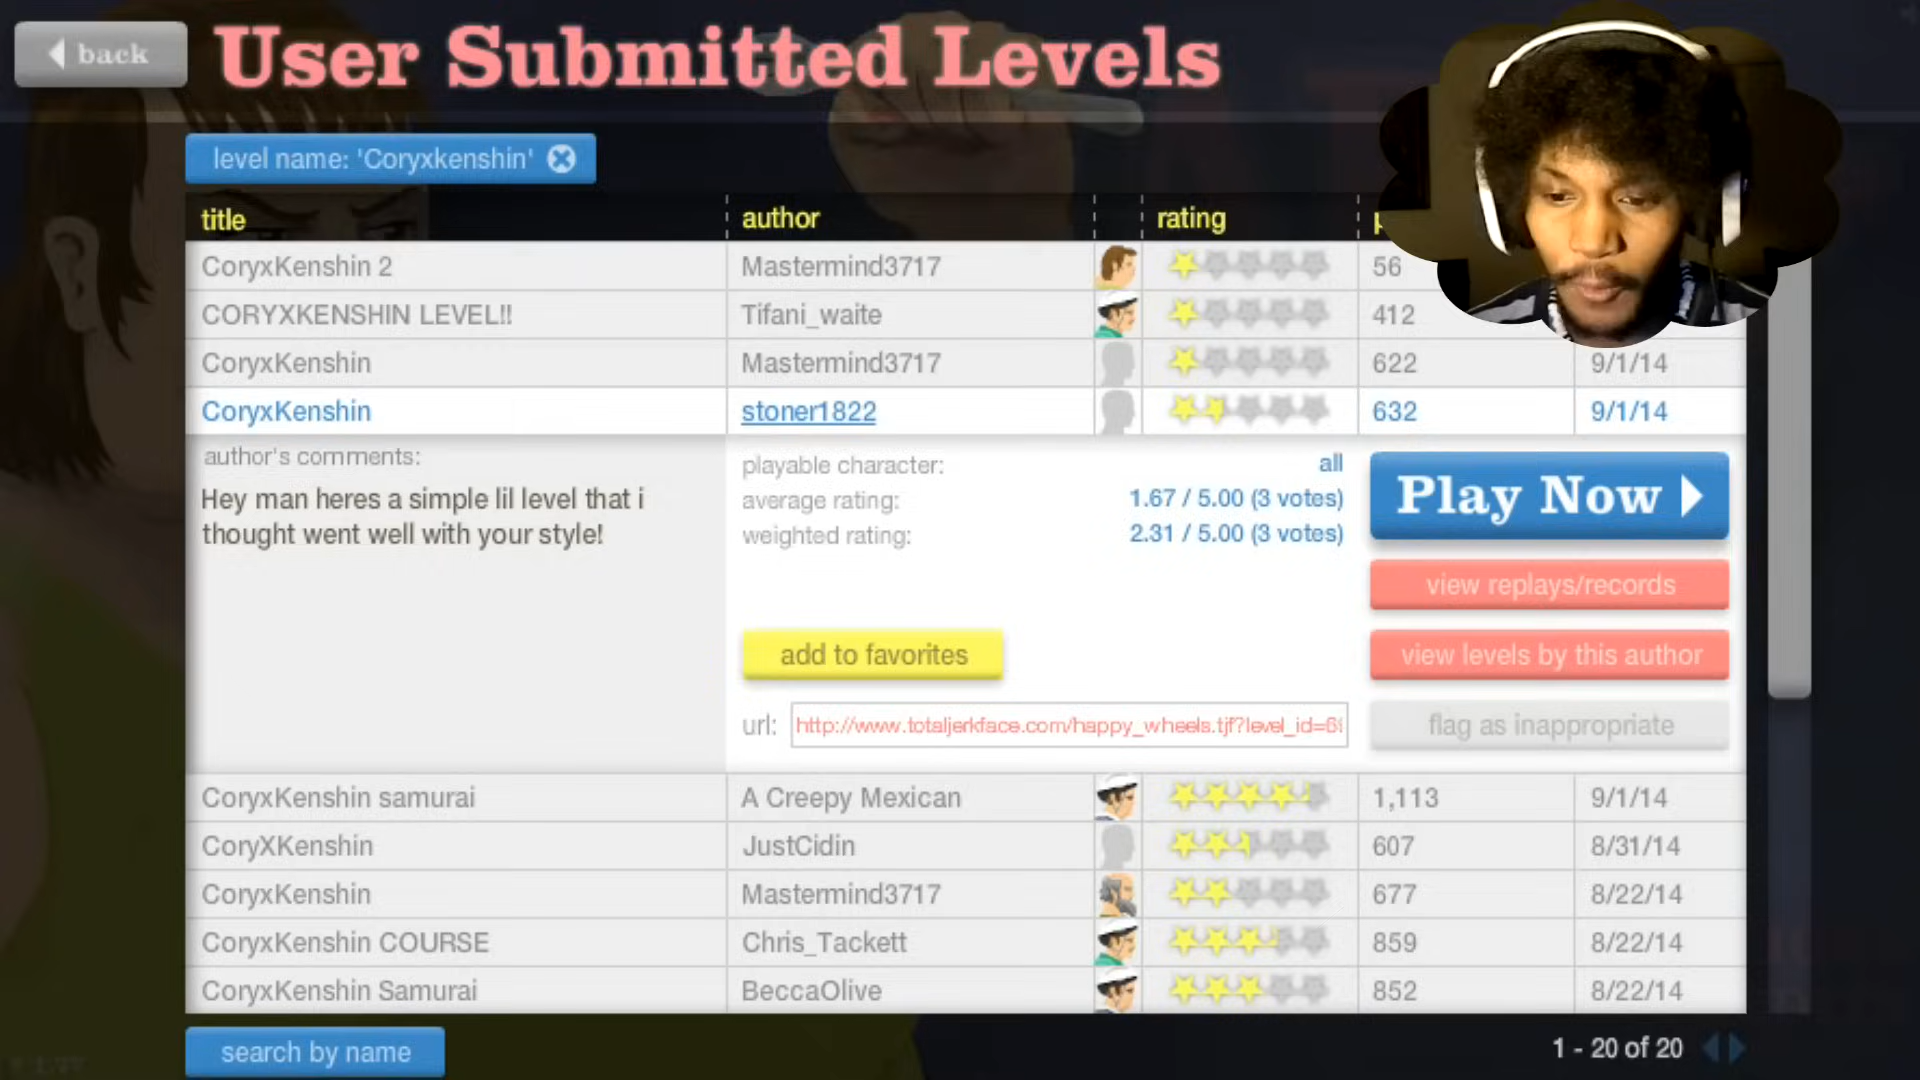 back
User Submitted Levels
level name: 'Coryxkenshin'
title author rating
CoryxKenshin 2 Mastermind3717 56
CORYXKENSHIN LEVEL!! Tifani_waite 412
CoryxKenshin Mastermind3717 622 9/1/14
CoryxKenshin stoner1822 632 9/1/14
author's comments:
Hey man heres a simple lil level that i
thought went well with your style!
playable character: all
average rating: 1.67 / 5.00 (3 votes)
weighted rating: 2.31 / 5.00 (3 votes)
add to favorites
url: http://www.totaljerkface.com/happy_wheels.tjf?level_id=6
Play Now
view replays/records
view levels by this author
flag as inappropriate
CoryxKenshin samurai A Creepy Mexican 1,113 9/1/14
CoryXKenshin JustCidin 607 8/31/14
CoryxKenshin Mastermind3717 677 8/22/14
CoryxKenshin COURSE Chris_Tackett 859 8/22/14
CoryxKenshin Samurai BeccaOlive 852 8/22/14
search by name
1 - 20 of 20